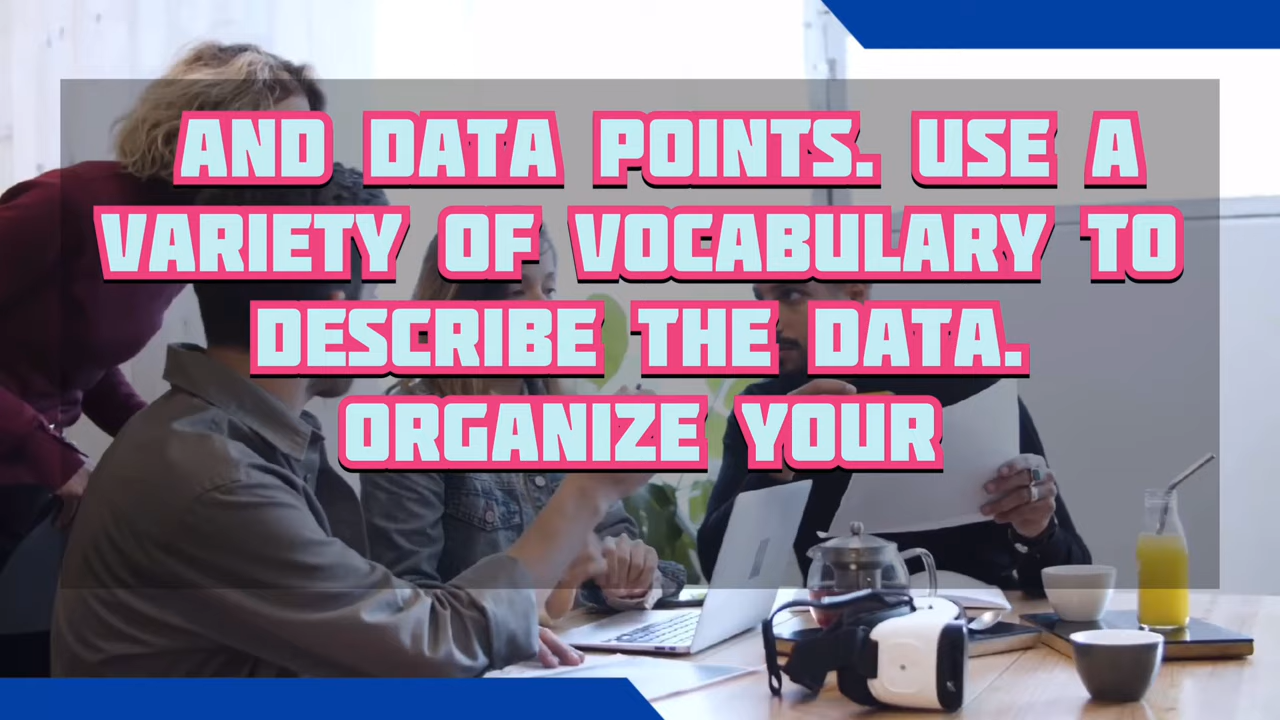 AND DATA POINTS. USE A
VARIETY OF VOCABULARY TO
DESCRIBE THE DATA.
ORGANIZE YOUR